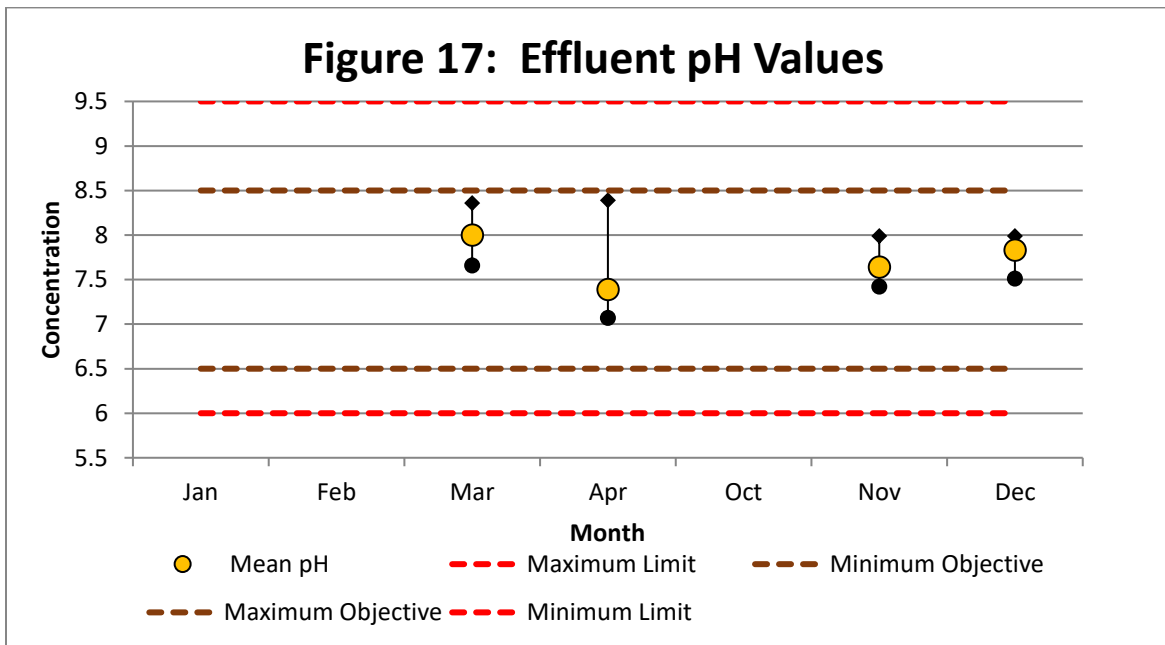 Figure 17: Effluent pH Values
9.5
9
8.5
8
7.5
7
6.5
6
5.5
Concentration
Jan Feb Mar Apr Oct Nov Dec
Month
Mean pH Maximum Limit Minimum Objective
Maximum Objective Minimum Limit